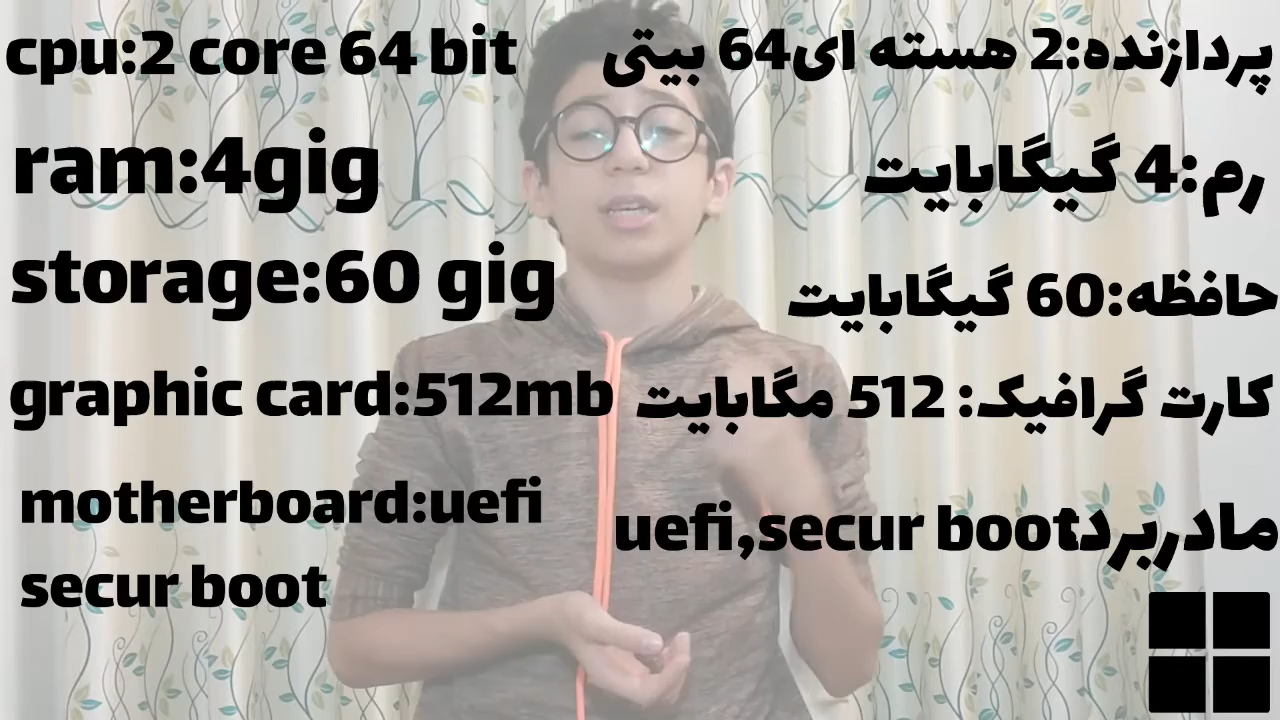 cpu:2 core 64 bit
پردازنده:2 هسته ای64 بیتی
ram:4gig
رم:4 گیگابایت
storage:60 gig
حافظه:60 گیگابایت
graphic card:512mb
کارت گرافیک: 512 مگابایت
motherboard:uefi
secur boot
مادربردuefi,secur boot